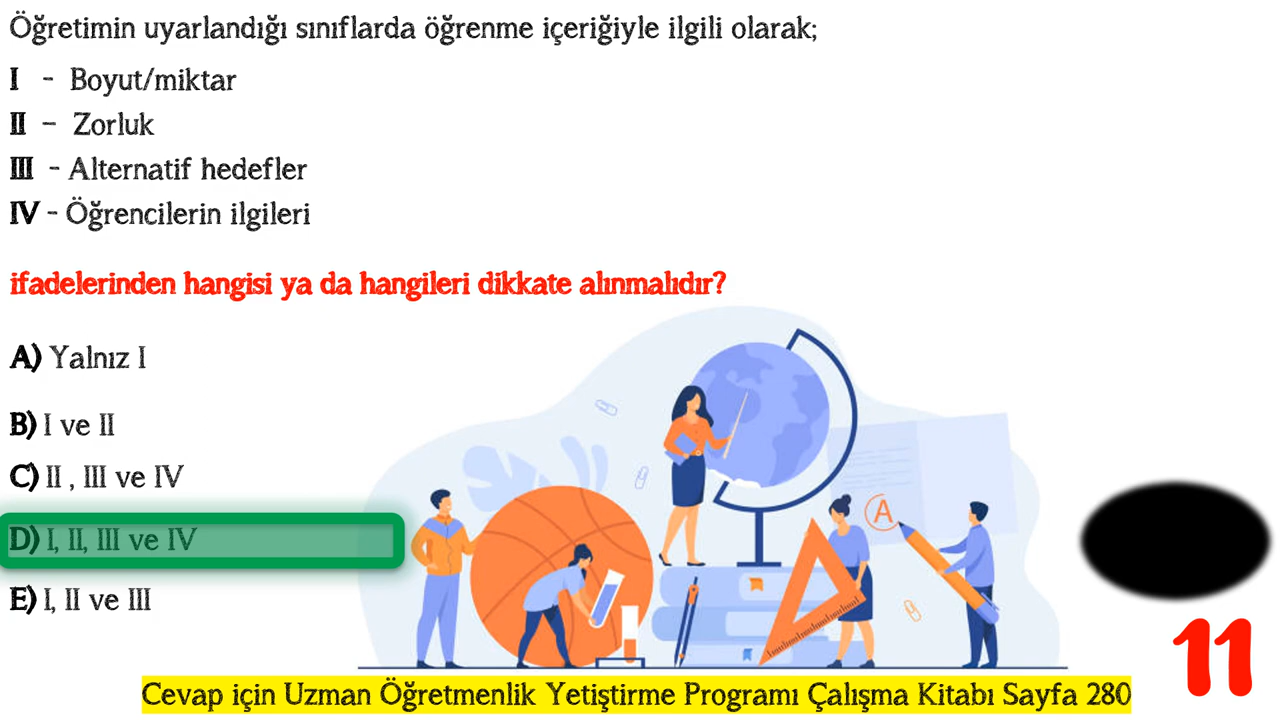 Öğretimin uyarlandığı sınıflarda öğrenme içeriğiyle ilgili olarak;
I - Boyut/miktar
II – Zorluk
III - Alternatif hedefler
IV - Öğrencilerin ilgileri
ifadelerinden hangisi ya da hangileri dikkate alınmalıdır?
A) Yalnız I
B) I ve II
C) II , III ve IV
D) I, II, III ve IV
E) I, II ve III
A
11
Cevap için Uzman Öğretmenlik Yetiştirme Programı Çalışma Kitabı Sayfa 280